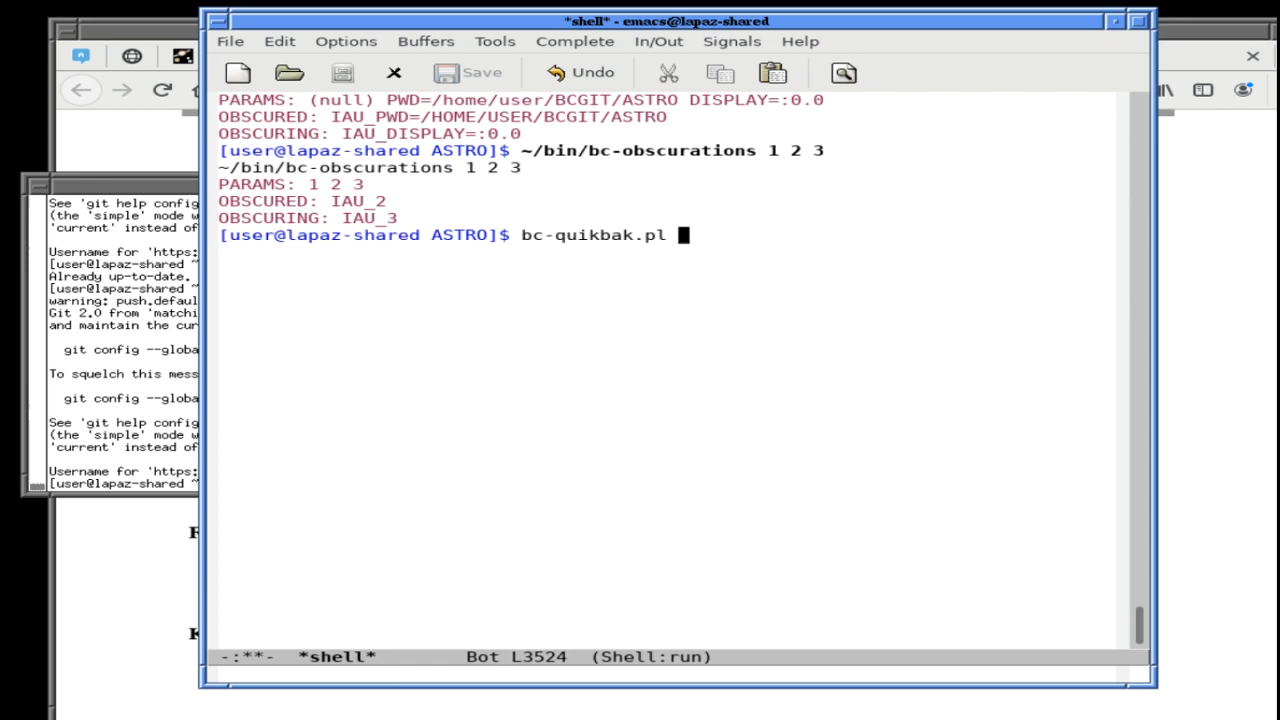 *shell* - emacs@lapaz-shared
File Edit Options Buffers Tools Complete In/Out Signals Help
Save Undo
PARAMS: (null) PWD=/home/user/BCGIT/ASTRO DISPLAY=:0.0
OBSCURED: IAU_PWD=/HOME/USER/BCGIT/ASTRO
OBSCURING: IAU_DISPLAY=:0.0
[user@lapaz-shared ASTRO]$ ~/bin/bc-obscurations 1 2 3
~/bin/bc-obscurations 1 2 3
PARAMS: 1 2 3
OBSCURED: IAU_2
OBSCURING: IAU_3
[user@lapaz-shared ASTRO]$ bc-quikbak.pl
-:**- *shell* Bot L3524 (Shell:run)
See 'git help config
(the 'simple' mode w
'current' instead of
Username for 'https:
[user@lapaz-shared ~
Already up-to-date.
[user@lapaz-shared ~
warning: push.defaul
Git 2.0 from 'matchi
and maintain the cur
git config --globa
To squelch this mess
git config --globa
See 'git help config
(the 'simple' mode w
'current' instead of
Username for 'https:
[user@lapaz-shared ~